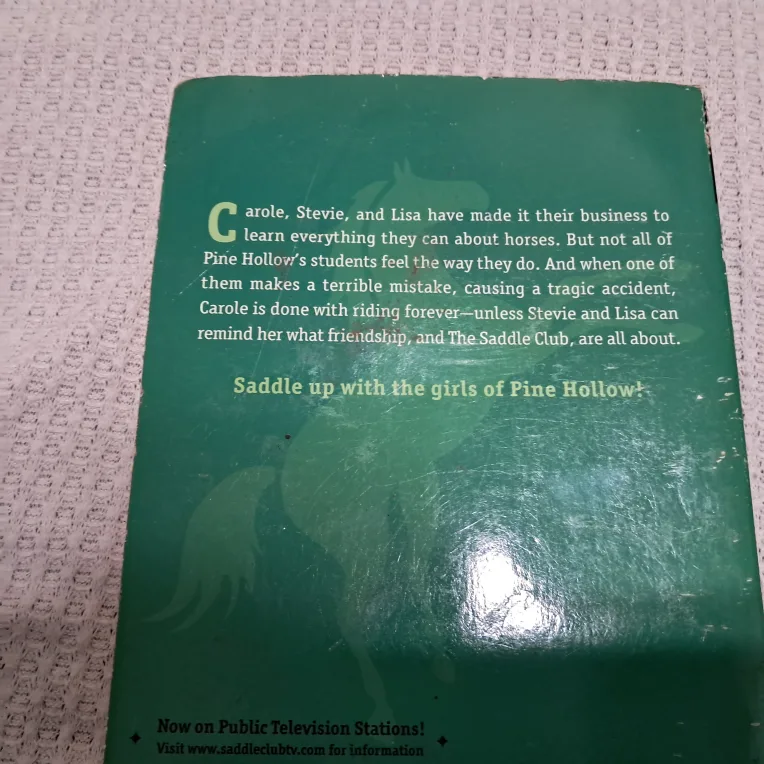 Carole, Stevie, and Lisa have made it their business to
learn everything they can about horses. But not all of
Pine Hollow's students feel the way they do. And when one of
them makes a terrible mistake, causing a tragic accident,
Carole is done with riding forever—unless Stevie and Lisa can
remind her what friendship, and The Saddle Club, are all about.
Saddle up with the girls of Pine Hollow!
Now on Public Television Stations!
Visit www.saddleclubtv.com for information